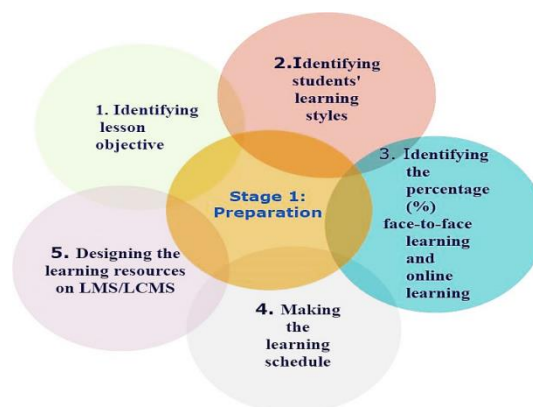 Stage 1:
Preparation
1. Identifying
lesson
objective
2.Identifying
students'
learning
styles
3. Identifying
the
percentage
(%)
face-to-face
learning
and
online
learning
4. Making
the
learning
schedule
5. Designing the
learning resources
on LMS/LCMS